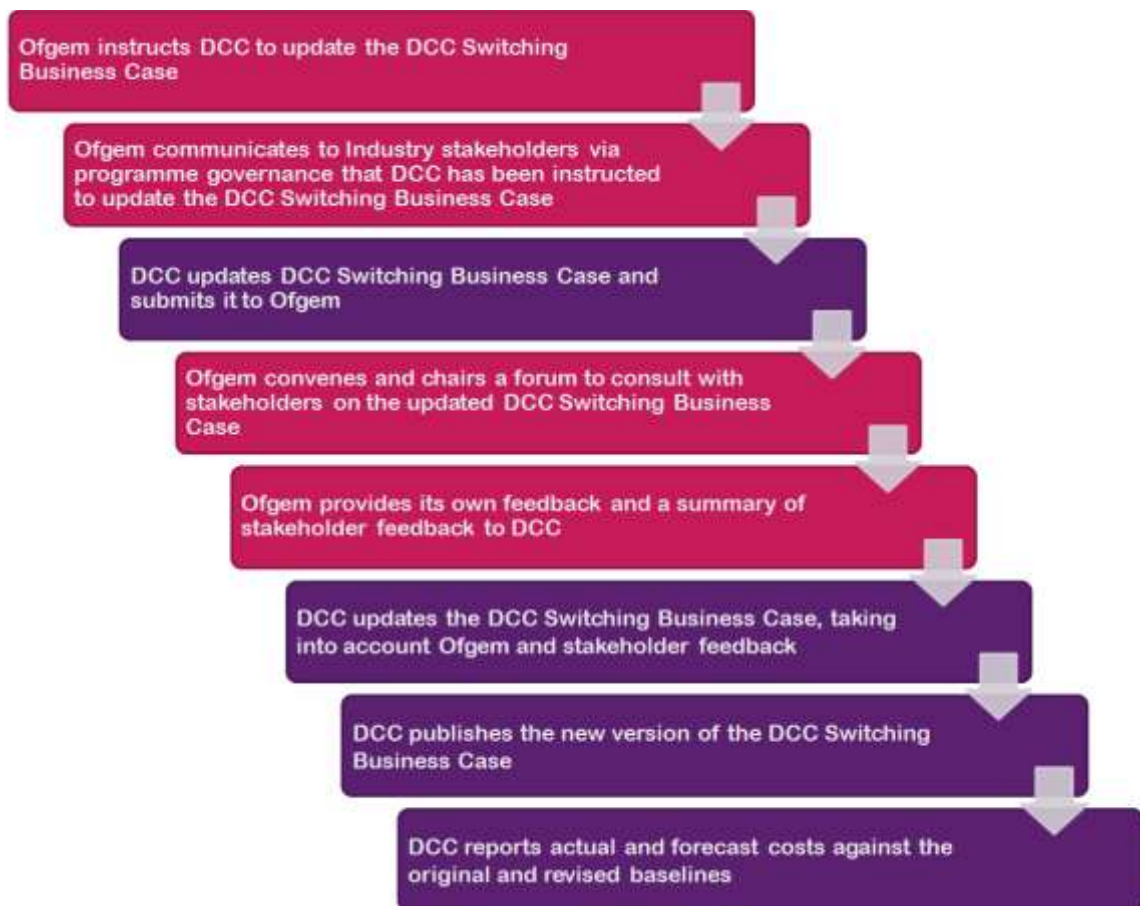 Ofgem instructs DCC to update the DCC Switching
Business Case
Ofgem communicates to Industry stakeholders via
programme governance that DCC has been instructed
to update the DCC Switching Business Case
DCC updates DCC Switching Business Case and
submits it to Ofgem
Ofgem convenes and chairs a forum to consult with
stakeholders on the updated DCC Switching Business
Case
Ofgem provides its own feedback and a summary of
stakeholder feedback to DCC
DCC updates the DCC Switching Business Case, taking
into account Ofgem and stakeholder feedback
DCC publishes the new version of the DCC Switching
Business Case
DCC reports actual and forecast costs against the
original and revised baselines